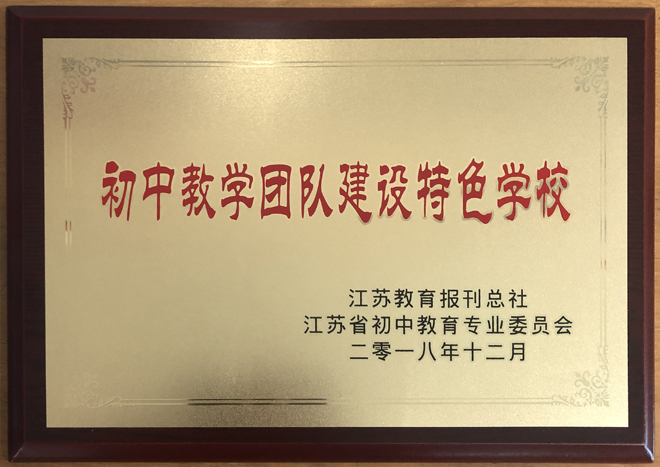 初中教学团队建设特色学校
江苏教育报刊总社
江苏省初中教育专业委员会
二零一八年十二月